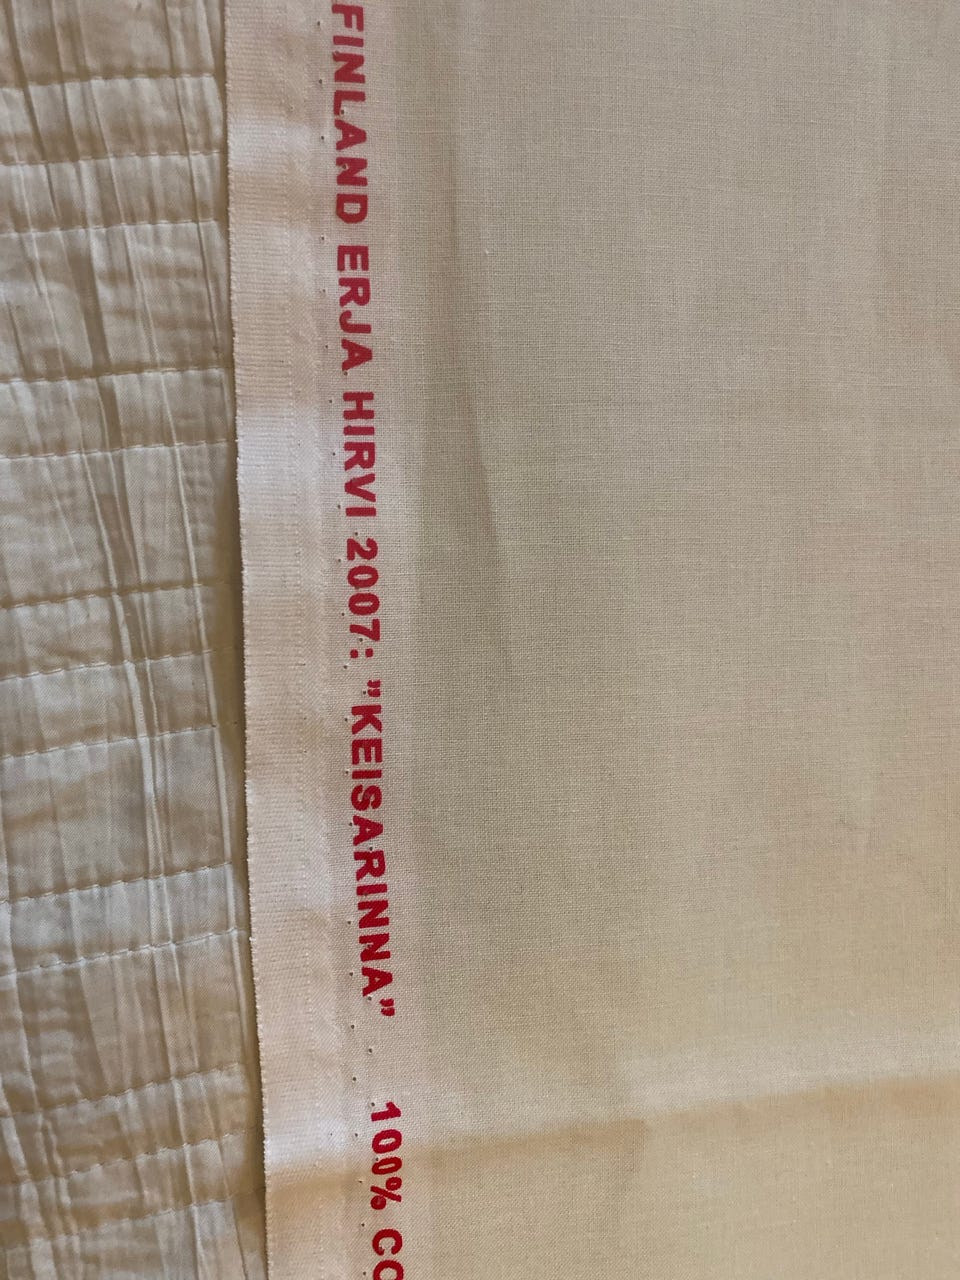 FINLAND ERJA HIRVI 2007: ”KEISARINNA” 100% CO